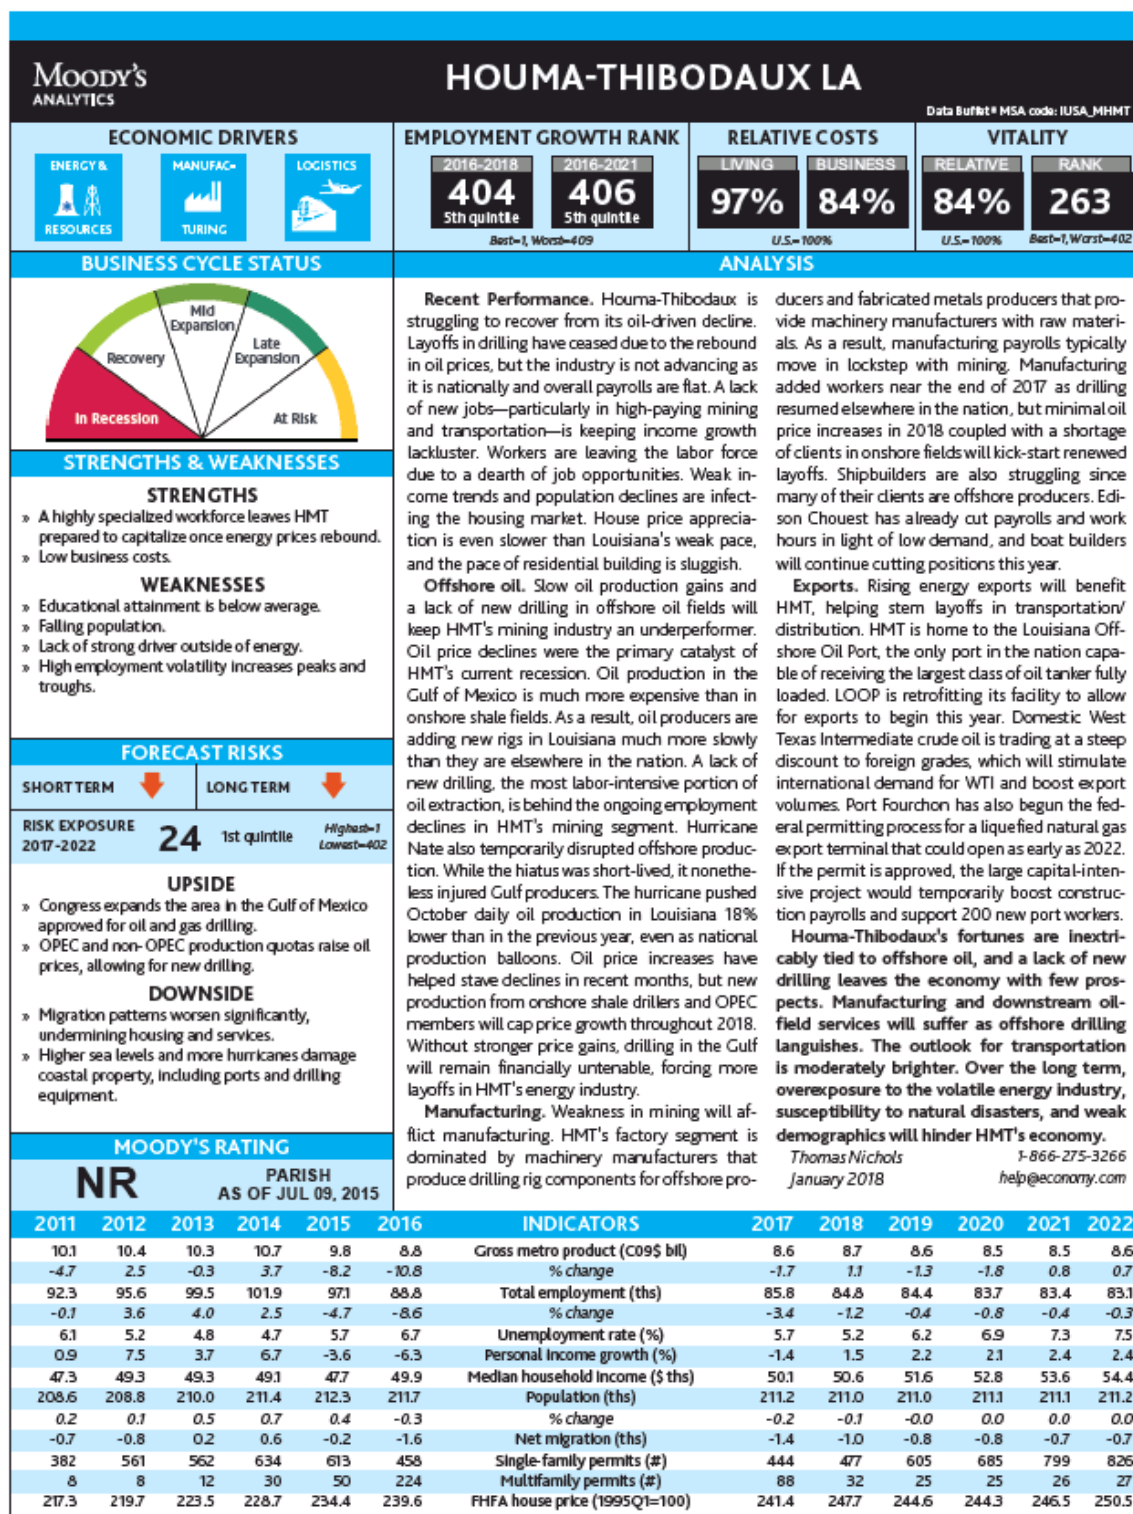 MOODY'S
ANALYTICS
HOUMA-THIBODAUX LA
Data Buffet® MSA code: IUSA_MHMT
ECONOMIC DRIVERS
ENERGY &
RESOURCES
MANUFAC-
TURING
LOGISTICS
EMPLOYMENT GROWTH RANK
2016-2018
404
5th quintile
2016-2021
406
5th quintile
Best=1, Worst=409
RELATIVE COSTS
LIVING
97%
BUSINESS
84%
U.S.=100%
VITALITY
RELATIVE
84%
U.S.=100%
RANK
263
Best=1, Worst=402
BUSINESS CYCLE STATUS
In Recession
Recovery
Mid
Expansion
Late
Expansion
At Risk
STRENGTHS & WEAKNESSES
STRENGTHS
» A highly specialized workforce leaves HMT
prepared to capitalize once energy prices rebound.
» Low business costs.
WEAKNESSES
» Educational attainment is below average.
» Falling population.
» Lack of strong driver outside of energy.
» High employment volatility increases peaks and
troughs.
FORECAST RISKS
SHORT TERM
LONG TERM
RISK EXPOSURE
2017-2022
24
1st quintile
Highest=1
Lowest=402
UPSIDE
» Congress expands the area in the Gulf of Mexico
approved for oil and gas drilling.
» OPEC and non- OPEC production quotas raise oil
prices, allowing for new drilling.
DOWNSIDE
» Migration patterns worsen significantly,
undermining housing and services.
» Higher sea levels and more hurricanes damage
coastal property, including ports and drilling
equipment.
MOODY'S RATING
NR
PARISH
AS OF JUL 09, 2015
ANALYSIS
Recent Performance. Houma-Thibodaux is
struggling to recover from its oil-driven decline.
Layoffs in drilling have ceased due to the rebound
in oil prices, but the industry is not advancing as
it is nationally and overall payrolls are flat. A lack
of new jobs—particularly in high-paying mining
and transportation—is keeping income growth
lackluster. Workers are leaving the labor force
due to a dearth of job opportunities. Weak in-
come trends and population declines are infect-
ing the housing market. House price apprecia-
tion is even slower than Louisiana's weak pace,
and the pace of residential building is sluggish.
Offshore oil. Slow oil production gains and
a lack of new drilling in offshore oil fields will
keep HMT's mining industry an underperformer.
Oil price declines were the primary catalyst of
HMT's current recession. Oil production in the
Gulf of Mexico is much more expensive than in
onshore shale fields. As a result, oil producers are
adding new rigs in Louisiana much more slowly
than they are elsewhere in the nation. A lack of
new drilling, the most labor-intensive portion of
oil extraction, is behind the ongoing employment
declines in HMT's mining segment. Hurricane
Nate also temporarily disrupted offshore produc-
tion. While the hiatus was short-lived, it nonethe-
less injured Gulf producers. The hurricane pushed
October daily oil production in Louisiana 18%
lower than in the previous year, even as national
production balloons. Oil price increases have
helped stave declines in recent months, but new
production from onshore shale drillers and OPEC
members will cap price growth throughout 2018.
Without stronger price gains, drilling in the Gulf
will remain financially untenable, forcing more
layoffs in HMT's energy industry.
Manufacturing. Weakness in mining will af-
flict manufacturing. HMT's factory segment is
dominated by machinery manufacturers that
produce drilling rig components for offshore pro-
ducers and fabricated metals producers that pro-
vide machinery manufacturers with raw materi-
als. As a result, manufacturing payrolls typically
move in lockstep with mining. Manufacturing
added workers near the end of 2017 as drilling
resumed elsewhere in the nation, but minimal oil
price increases in 2018 coupled with a shortage
of clients in onshore fields will kick-start renewed
layoffs. Shipbuilders are also struggling since
many of their clients are offshore producers. Edi-
son Chouest has already cut payrolls and work
hours in light of low demand, and boat builders
will continue cutting positions this year.
Exports. Rising energy exports will benefit
HMT, helping stem layoffs in transportation/
distribution. HMT is home to the Louisiana Off-
shore Oil Port, the only port in the nation capa-
ble of receiving the largest class of oil tanker fully
loaded. LOOP is retrofitting its facility to allow
for exports to begin this year. Domestic West
Texas Intermediate crude oil is trading at a steep
discount to foreign grades, which will stimulate
international demand for WTI and boost export
volumes. Port Fourchon has also begun the fed-
eral permitting process for a liquefied natural gas
export terminal that could open as early as 2022.
If the permit is approved, the large capital-inten-
sive project would temporarily boost construc-
tion payrolls and support 200 new port workers.
Houma-Thibodaux's fortunes are inextri-
cably tied to offshore oil, and a lack of new
drilling leaves the economy with few pros-
pects. Manufacturing and downstream oil-
field services will suffer as offshore drilling
languishes. The outlook for transportation
is moderately brighter. Over the long term,
overexposure to the volatile energy industry,
susceptibility to natural disasters, and weak
demographics will hinder HMT's economy.
Thomas Nichols 1-866-275-3266
January 2018 help@economy.com
2011 2012 2013 2014 2015 2016 INDICATORS 2017 2018 2019 2020 2021 2022
10.1 10.4 10.3 10.7 9.8 8.8 Gross metro product (C09$ bil) 8.6 8.7 8.6 8.5 8.5 8.6
-4.7 2.5 -0.3 3.7 -8.2 -10.8 % change -1.7 1.1 -1.3 -1.8 0.8 0.7
92.3 95.6 99.5 101.9 97.1 88.8 Total employment (ths) 85.8 84.8 84.4 83.7 83.4 83.1
-0.1 3.6 4.0 2.5 -4.7 -8.6 % change -3.4 -1.2 -0.4 -0.8 -0.4 -0.3
6.1 5.2 4.8 4.7 5.7 6.7 Unemployment rate (%) 5.7 5.2 6.2 6.9 7.3 7.5
0.9 7.5 3.7 6.7 -3.6 -6.3 Personal income growth (%) -1.4 1.5 2.2 2.1 2.4 2.4
47.3 49.3 49.3 49.1 47.7 49.9 Median household income ($ ths) 50.1 50.6 51.6 52.8 53.6 54.4
208.6 208.8 210.0 211.4 212.3 211.7 Population (ths) 211.2 211.0 211.0 211.1 211.1 211.2
0.2 0.1 0.5 0.7 0.4 -0.3 % change -0.2 -0.1 -0.0 0.0 0.0 0.0
-0.7 -0.8 0.2 0.6 -0.2 -1.6 Net migration (ths) -1.4 -1.0 -0.8 -0.8 -0.7 -0.7
382 561 562 634 613 458 Single-family permits (#) 444 477 605 685 799 826
8 8 12 30 50 224 Multifamily permits (#) 88 32 25 25 26 27
217.3 219.7 223.5 228.7 234.4 239.6 FHFA house price (1995Q1=100) 241.4 247.7 244.6 244.3 246.5 250.5